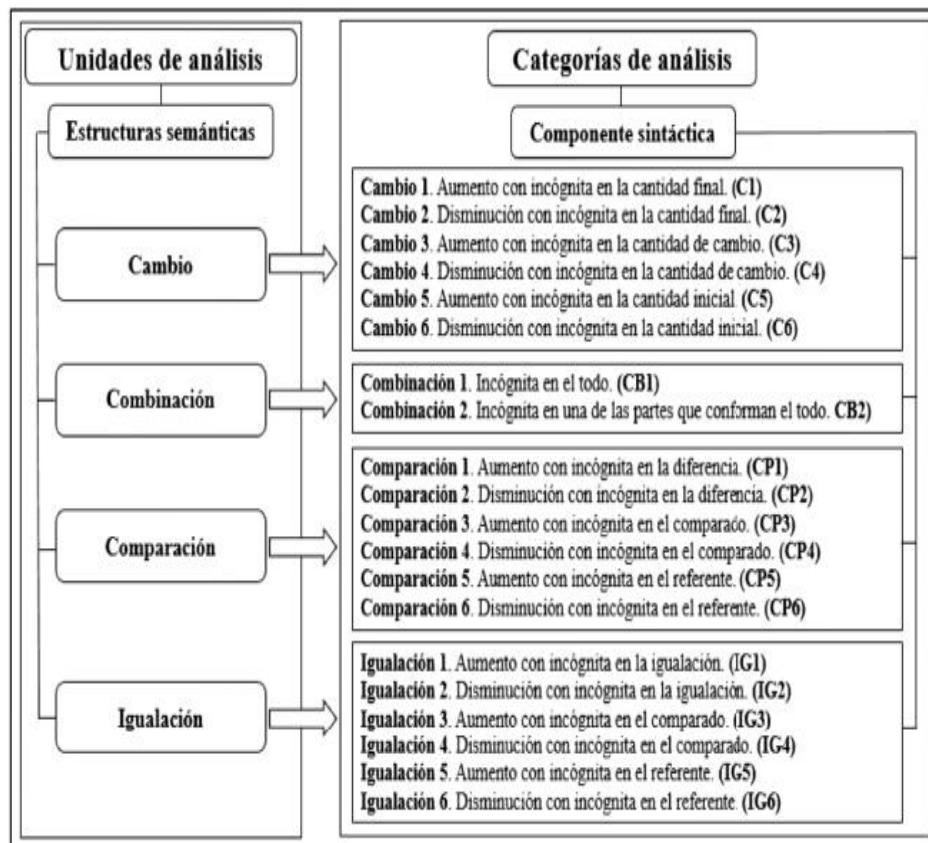 Unidades de análisis
Estructuras semánticas
Cambio
Combinación
Comparación
Igualación
Categorías de análisis
Componente sintáctica
Cambio 1. Aumento con incógnita en la cantidad final. (C1)
Cambio 2. Disminución con incógnita en la cantidad final. (C2)
Cambio 3. Aumento con incógnita en la cantidad de cambio. (C3)
Cambio 4. Disminución con incógnita en la cantidad de cambio. (C4)
Cambio 5. Aumento con incógnita en la cantidad inicial. (C5)
Cambio 6. Disminución con incógnita en la cantidad inicial. (C6)
Combinación 1. Incógnita en el todo. (CB1)
Combinación 2. Incógnita en una de las partes que conforman el todo. CB2)
Comparación 1. Aumento con incógnita en la diferencia. (CP1)
Comparación 2. Disminución con incógnita en la diferencia. (CP2)
Comparación 3. Aumento con incógnita en el comparado. (CP3)
Comparación 4. Disminución con incógnita en el comparado. (CP4)
Comparación 5. Aumento con incógnita en el referente. (CP5)
Comparación 6. Disminución con incógnita en el referente. (CP6)
Igualación 1. Aumento con incógnita en la igualación. (IG1)
Igualación 2. Disminución con incógnita en la igualación. (IG2)
Igualación 3. Aumento con incógnita en el comparado. (IG3)
Igualación 4. Disminución con incógnita en el comparado. (IG4)
Igualación 5. Aumento con incógnita en el referente. (IG5)
Igualación 6. Disminución con incógnita en el referente. (IG6)